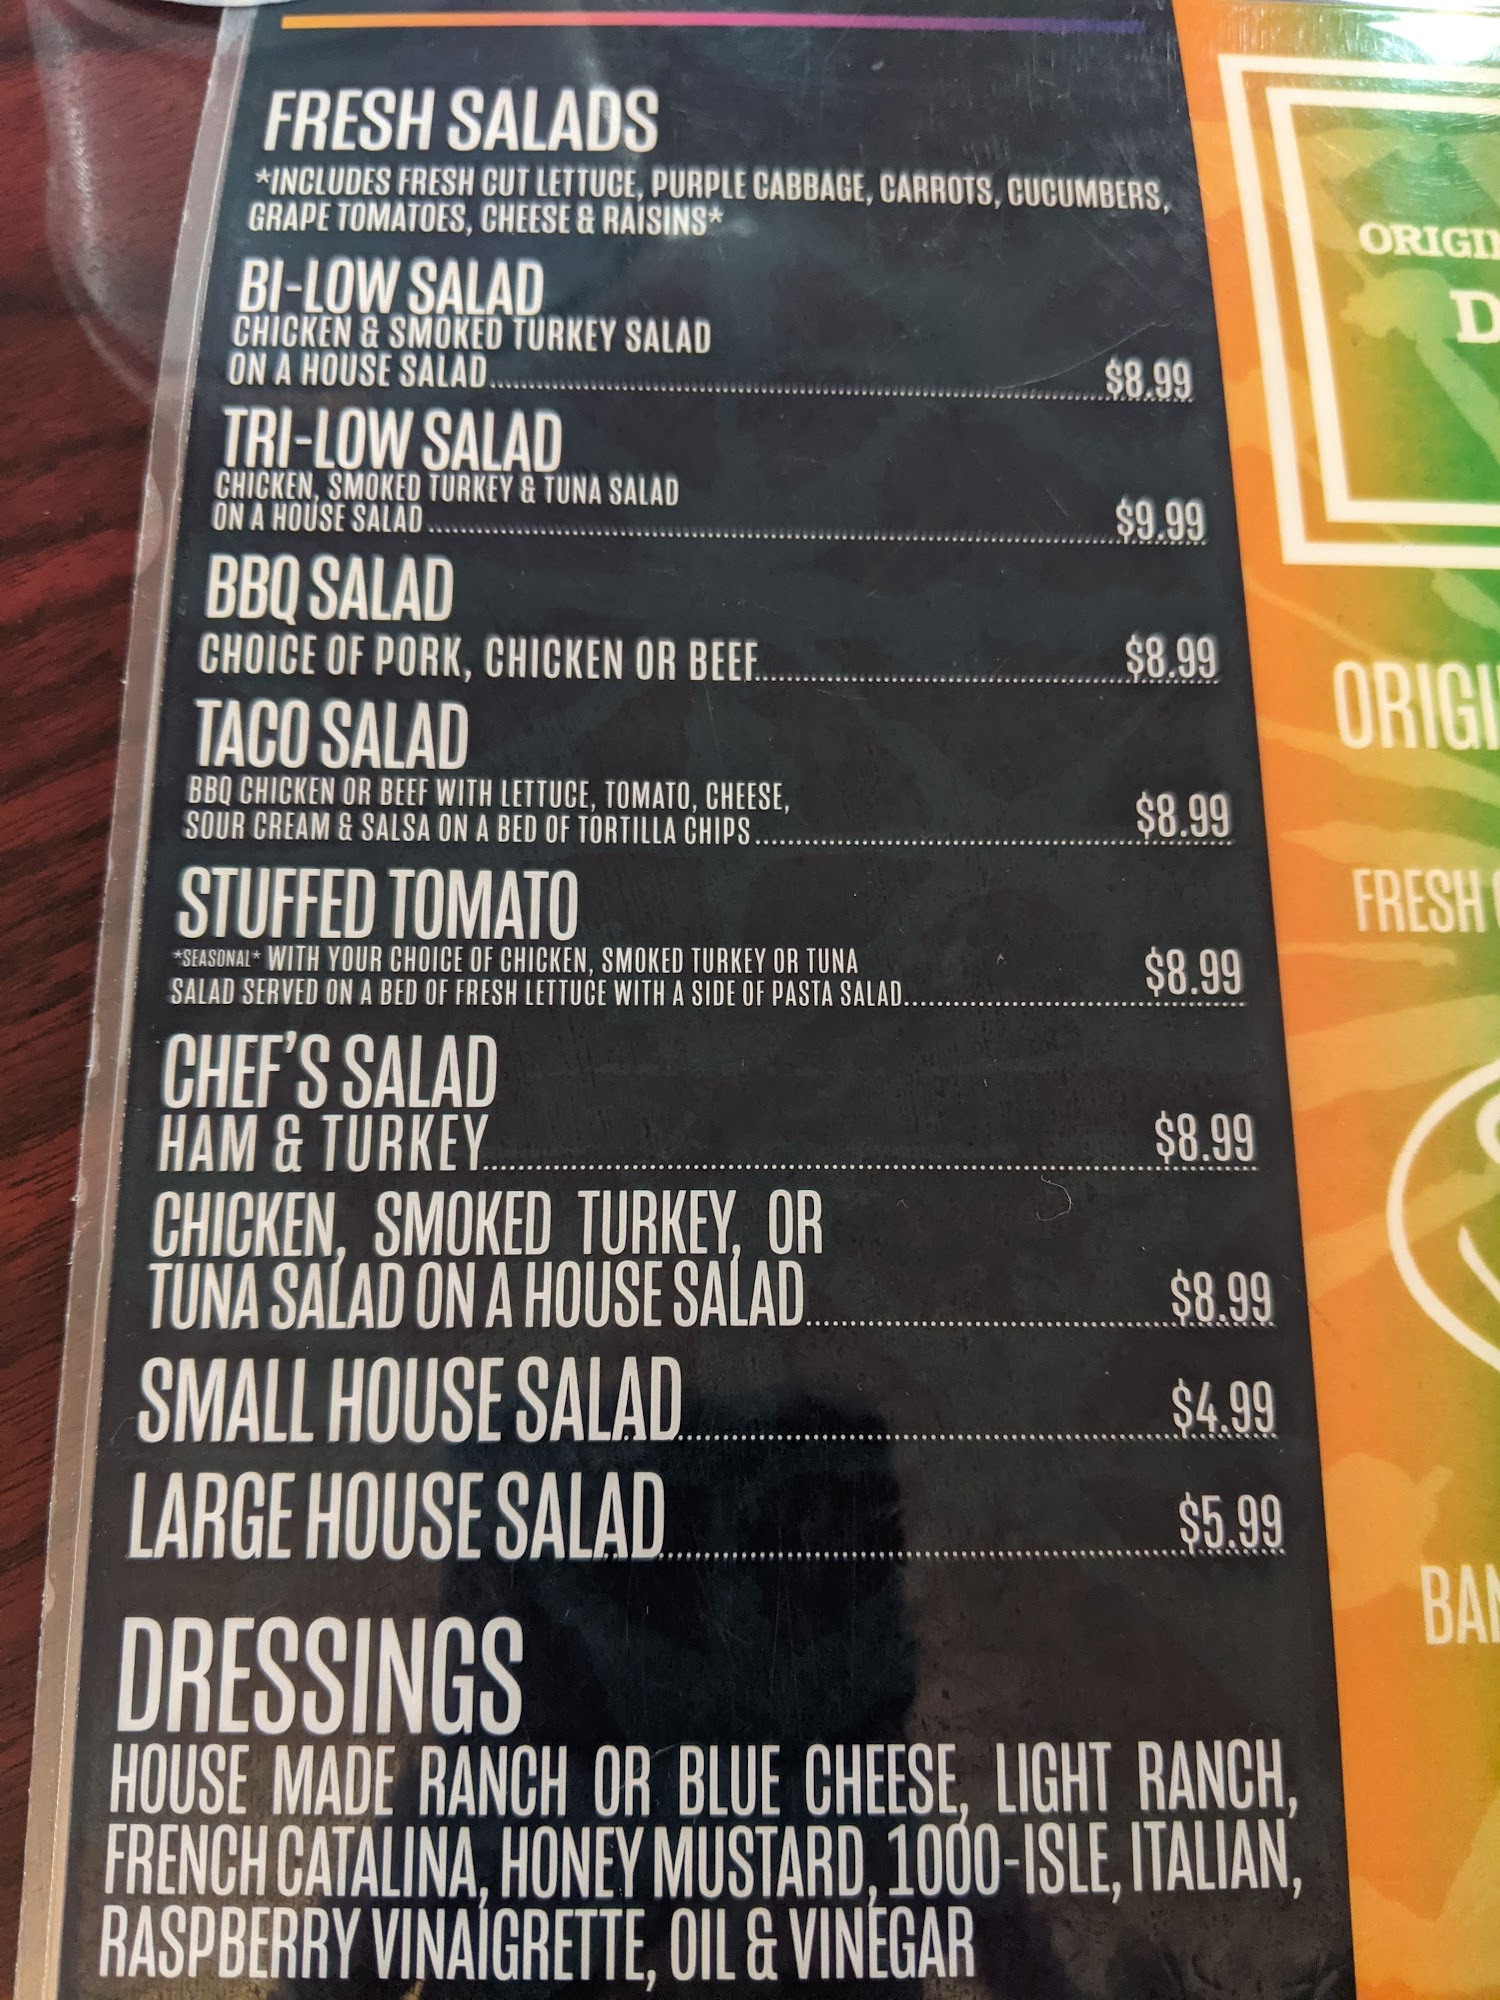 FRESH SALADS
*INCLUDES FRESH CUT LETTUCE, PURPLE CABBAGE, CARROTS, CUCUMBERS,
GRAPE TOMATOES, CHEESE & RAISINS*
BI-LOW SALAD
CHICKEN & SMOKED TURKEY SALAD
ON A HOUSE SALAD $8.99
TRI-LOW SALAD
CHICKEN, SMOKED TURKEY & TUNA SALAD
ON A HOUSE SALAD $9.99
BBQ SALAD
CHOICE OF PORK, CHICKEN OR BEEF $8.99
TACO SALAD
BBQ CHICKEN OR BEEF WITH LETTUCE, TOMATO, CHEESE,
SOUR CREAM & SALSA ON A BED OF TORTILLA CHIPS $8.99
STUFFED TOMATO
*SEASONAL* WITH YOUR CHOICE OF CHICKEN, SMOKED TURKEY OR TUNA
SALAD SERVED ON A BED OF FRESH LETTUCE WITH A SIDE OF PASTA SALAD $8.99
CHEF'S SALAD
HAM & TURKEY $8.99
CHICKEN, SMOKED TURKEY, OR
TUNA SALAD ON A HOUSE SALAD $8.99
SMALL HOUSE SALAD $4.99
LARGE HOUSE SALAD $5.99
DRESSINGS
HOUSE MADE RANCH OR BLUE CHEESE, LIGHT RANCH,
FRENCH CATALINA, HONEY MUSTARD, 1000-ISLE, ITALIAN,
RASPBERRY VINAIGRETTE, OIL & VINEGAR
ORIGI
D
ORIGI
FRESH
BAN